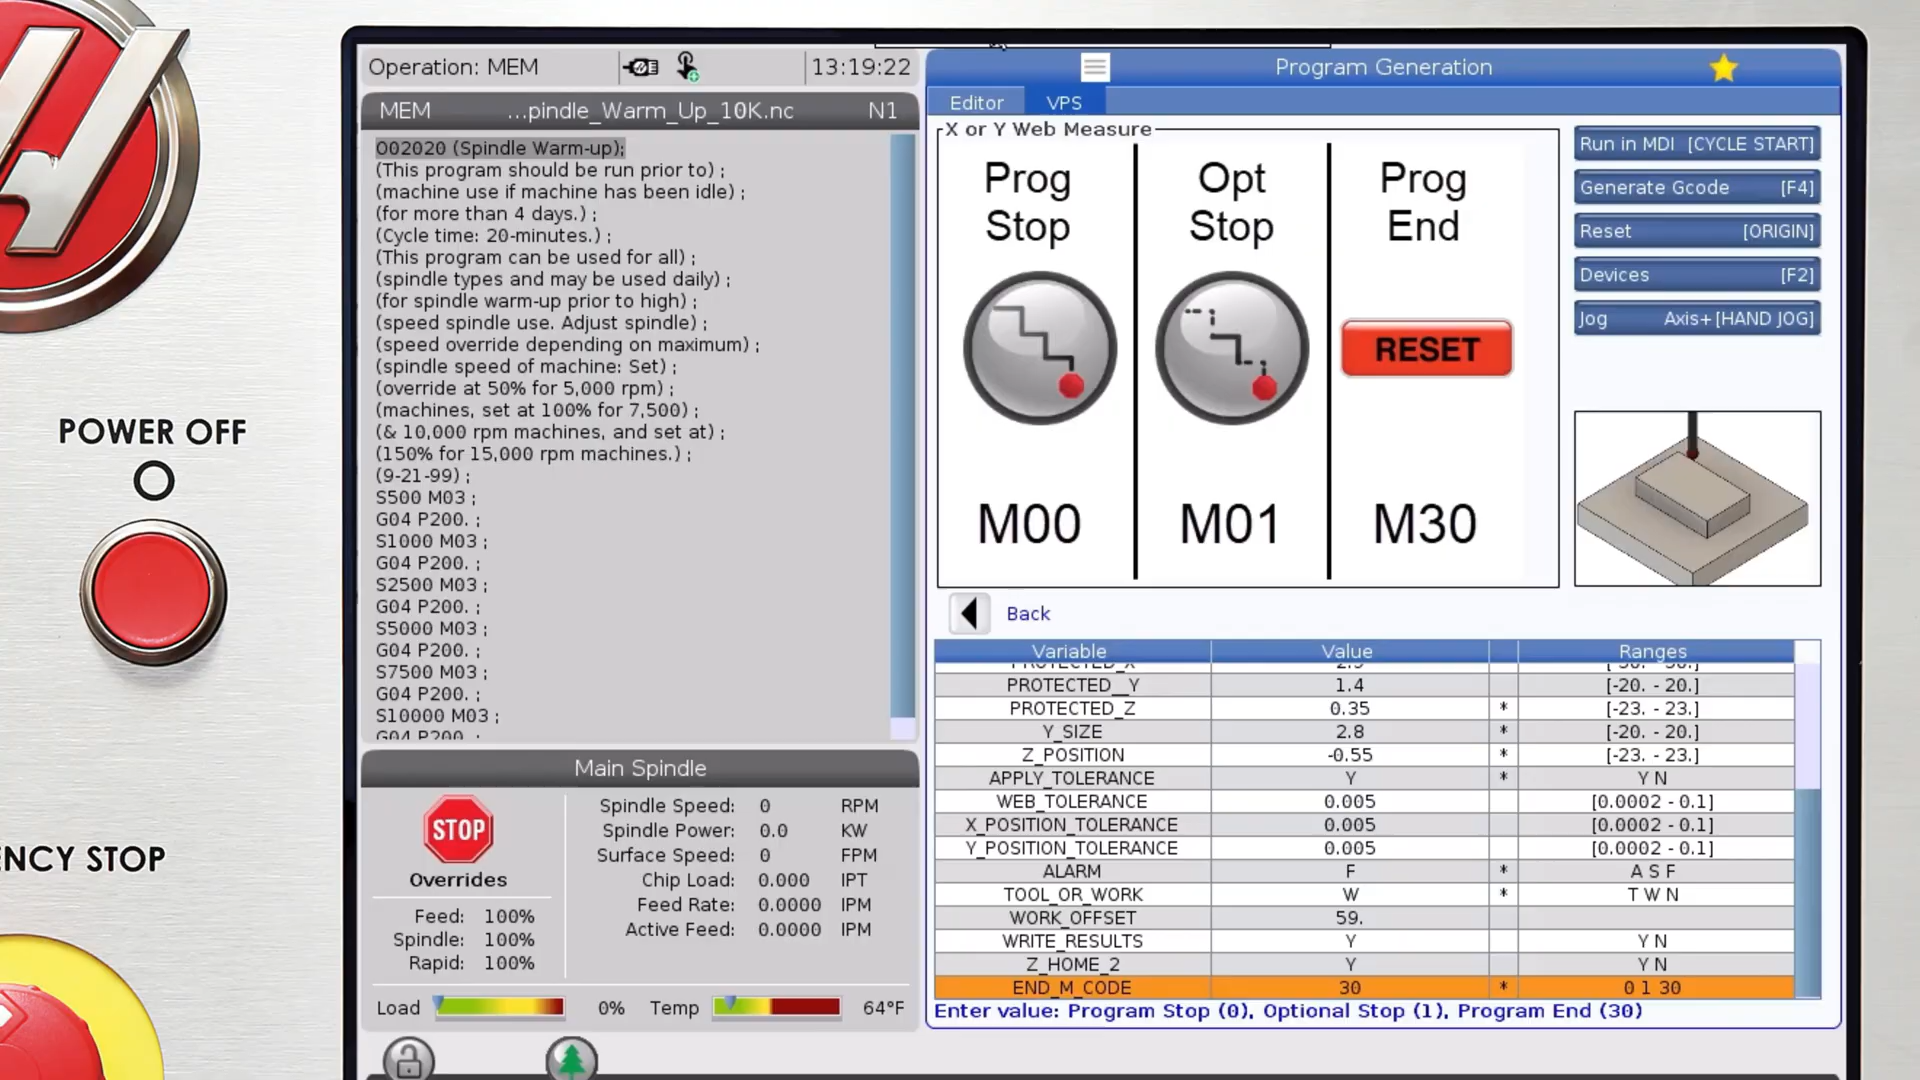 POWER OFF
ENCY STOP
Operation: MEM
13:19:22
MEM ...pindle_Warm_Up_10K.nc N1
O02020 (Spindle Warm-up);
(This program should be run prior to) ;
(machine use if machine has been idle) ;
(for more than 4 days.) ;
(Cycle time: 20-minutes.) ;
(This program can be used for all) ;
(spindle types and may be used daily) ;
(for spindle warm-up prior to high) ;
(speed spindle use. Adjust spindle) ;
(speed override depending on maximum) ;
(spindle speed of machine: Set) ;
(override at 50% for 5,000 rpm) ;
(machines, set at 100% for 7,500) ;
(& 10,000 rpm machines, and set at) ;
(150% for 15,000 rpm machines.) ;
(9-21-99) ;
S500 M03 ;
G04 P200. ;
S1000 M03 ;
G04 P200. ;
S2500 M03 ;
G04 P200. ;
S5000 M03 ;
G04 P200. ;
S7500 M03 ;
G04 P200. ;
S10000 M03 ;
G04 P200. ;
Main Spindle
STOP
Overrides
Feed: 100%
Spindle: 100%
Rapid: 100%
Spindle Speed: 0 RPM
Spindle Power: 0.0 KW
Surface Speed: 0 FPM
Chip Load: 0.000 IPT
Feed Rate: 0.0000 IPM
Active Feed: 0.0000 IPM
Load 0% Temp 64°F
Program Generation
Editor VPS
X or Y Web Measure
Prog Stop
Opt Stop
Prog End
RESET
M00
M01
M30
Run in MDI [CYCLE START]
Generate Gcode [F4]
Reset [ORIGIN]
Devices [F2]
Jog Axis+[HAND JOG]
Back
Variable Value Ranges
PROTECTED__Y 1.4 [-20. - 20.]
PROTECTED_Z 0.35 * [-23. - 23.]
Y_SIZE 2.8 * [-20. - 20.]
Z_POSITION -0.55 * [-23. - 23.]
APPLY_TOLERANCE Y * Y N
WEB_TOLERANCE 0.005 [0.0002 - 0.1]
X_POSITION_TOLERANCE 0.005 [0.0002 - 0.1]
Y_POSITION_TOLERANCE 0.005 [0.0002 - 0.1]
ALARM F * A S F
TOOL_OR_WORK W * T W N
WORK_OFFSET 59.
WRITE_RESULTS Y Y N
Z_HOME_2 Y Y N
END_M_CODE 30 * 0 1 30
Enter value: Program Stop (0), Optional Stop (1), Program End (30)